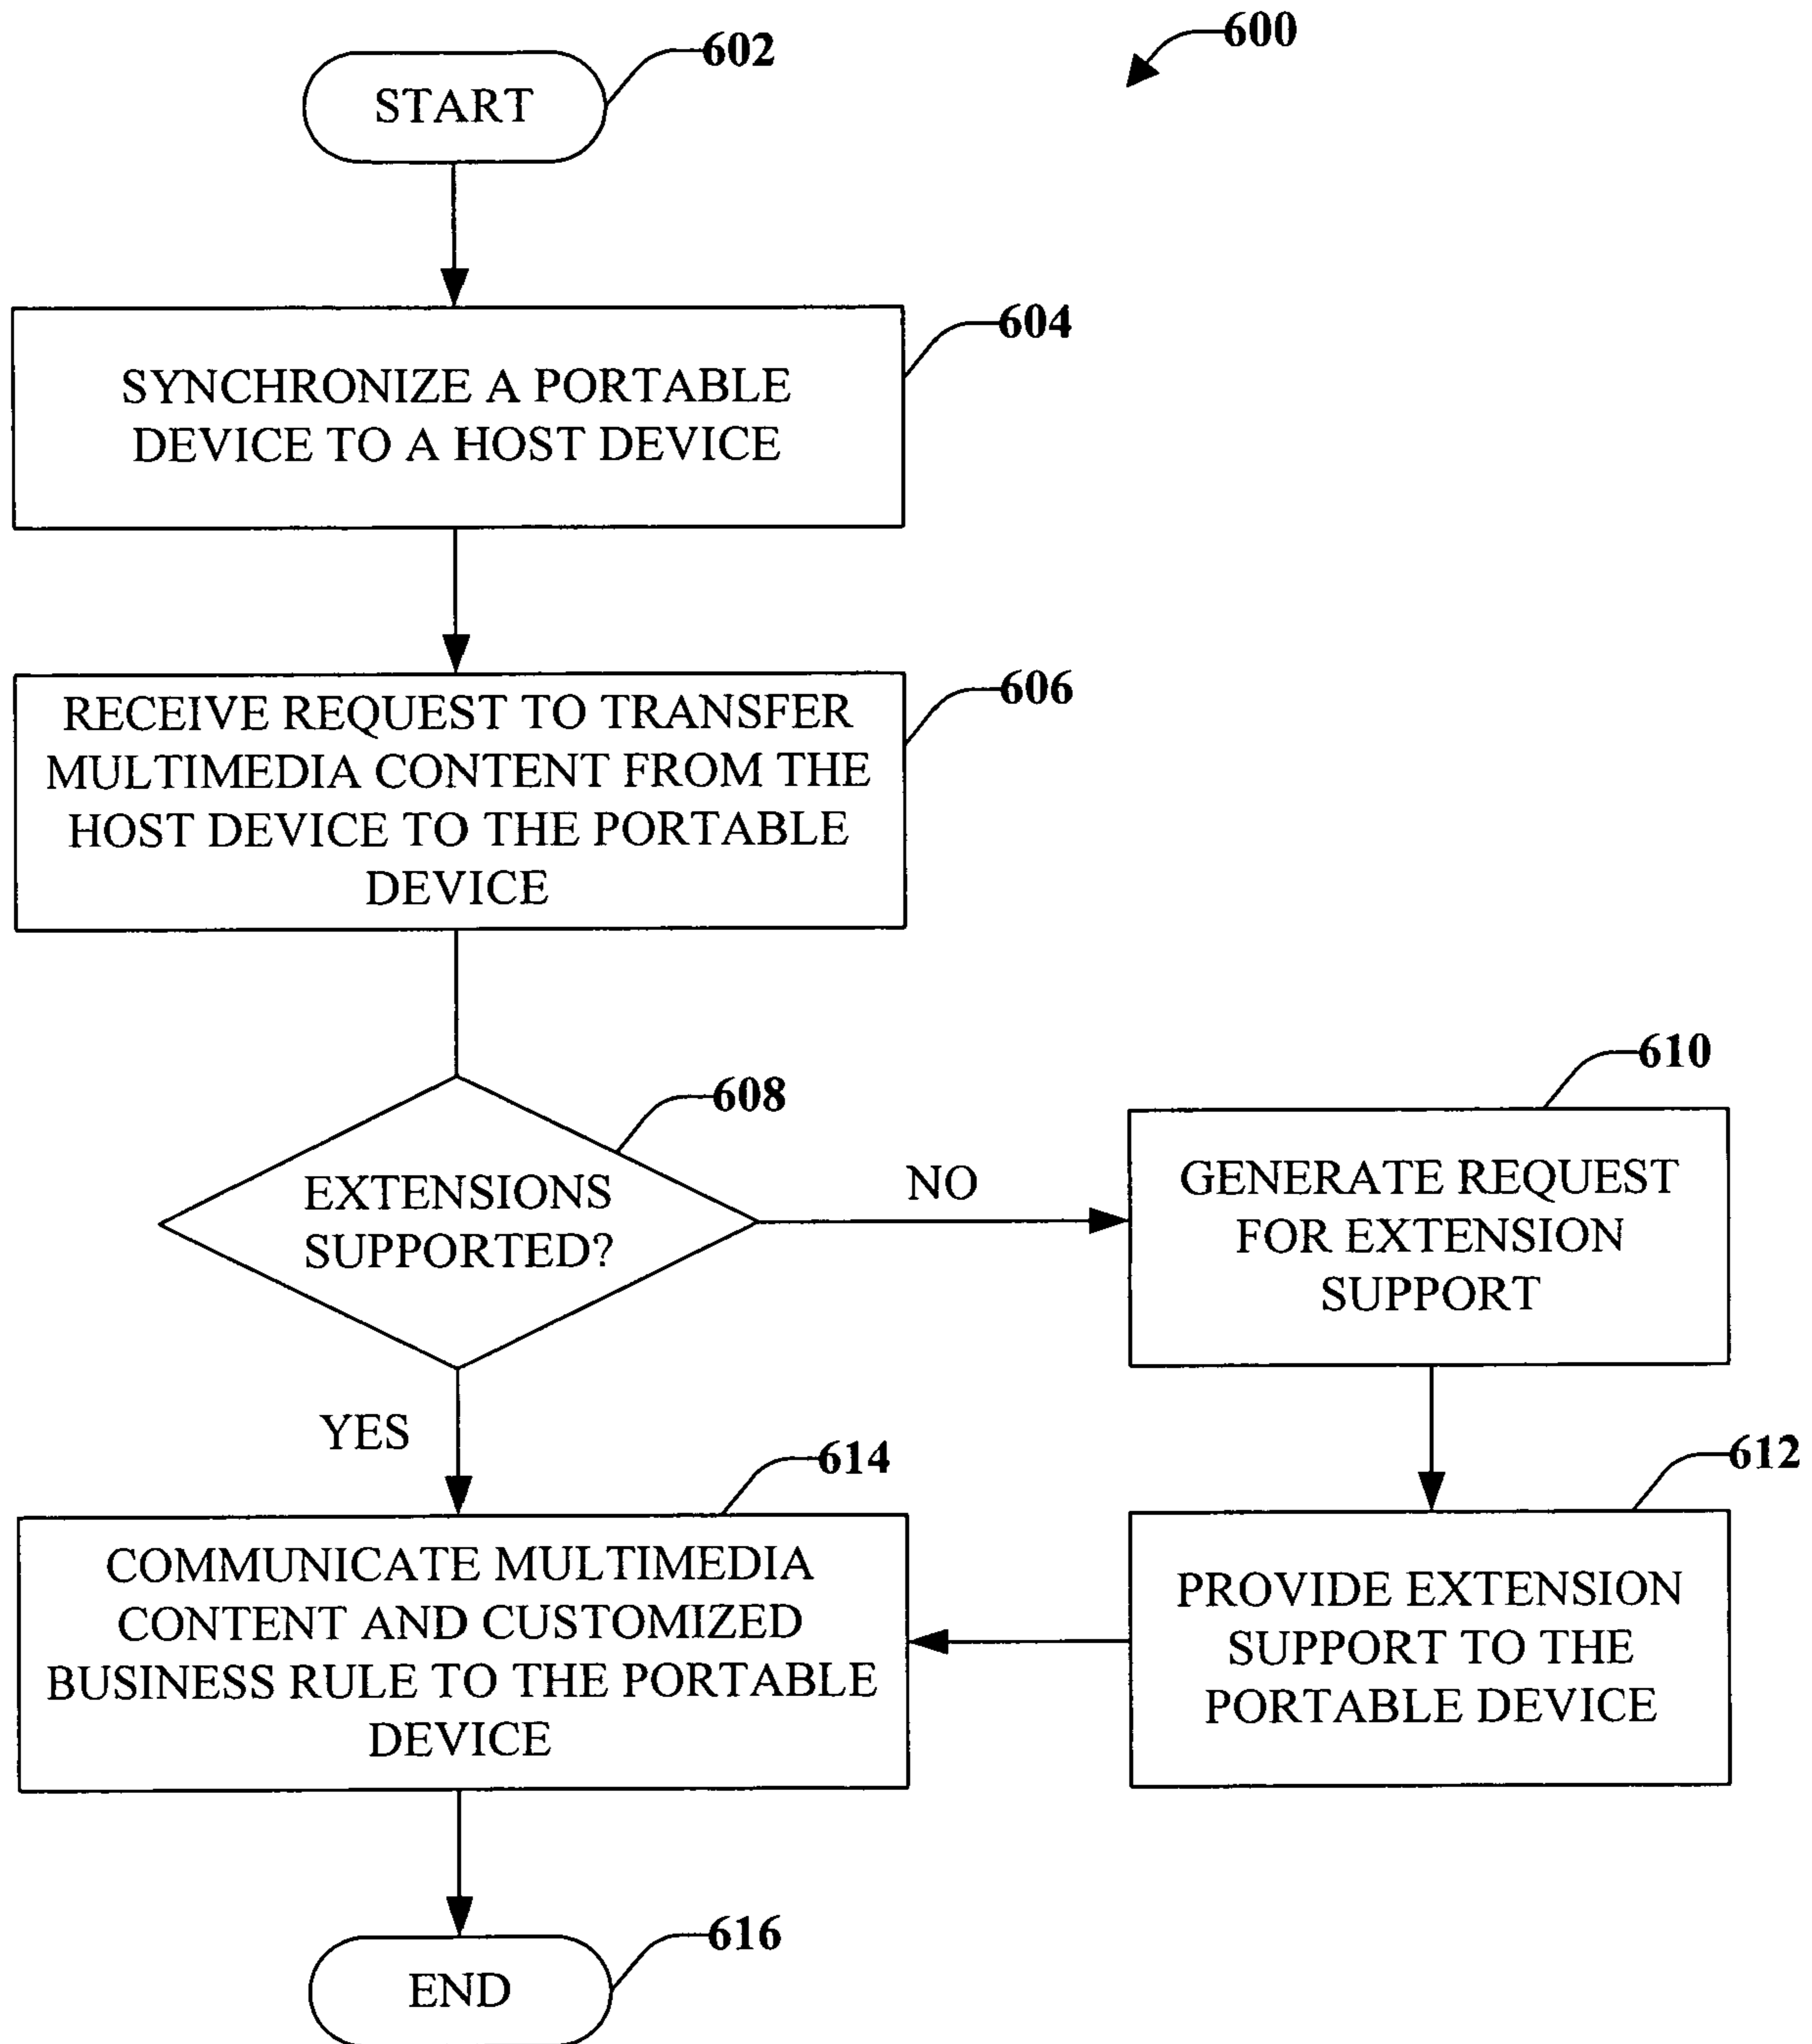 600
602
START
604
SYNCHRONIZE A PORTABLE
DEVICE TO A HOST DEVICE
606
RECEIVE REQUEST TO TRANSFER
MULTIMEDIA CONTENT FROM THE
HOST DEVICE TO THE PORTABLE
DEVICE
608
EXTENSIONS
SUPPORTED?
NO
610
GENERATE REQUEST
FOR EXTENSION
SUPPORT
YES
612
PROVIDE EXTENSION
SUPPORT TO THE
PORTABLE DEVICE
614
COMMUNICATE MULTIMEDIA
CONTENT AND CUSTOMIZED
BUSINESS RULE TO THE PORTABLE
DEVICE
616
END